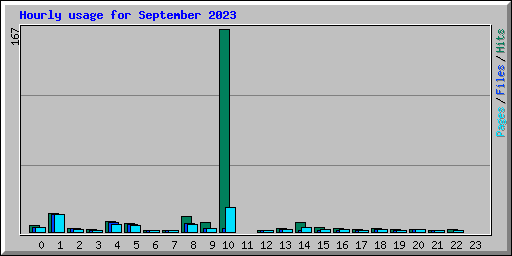 Hourly usage for September 2023
167
Pages/Files/Hits
0 1 2 3 4 5 6 7 8 9 10 11 12 13 14 15 16 17 18 19 20 21 22 23